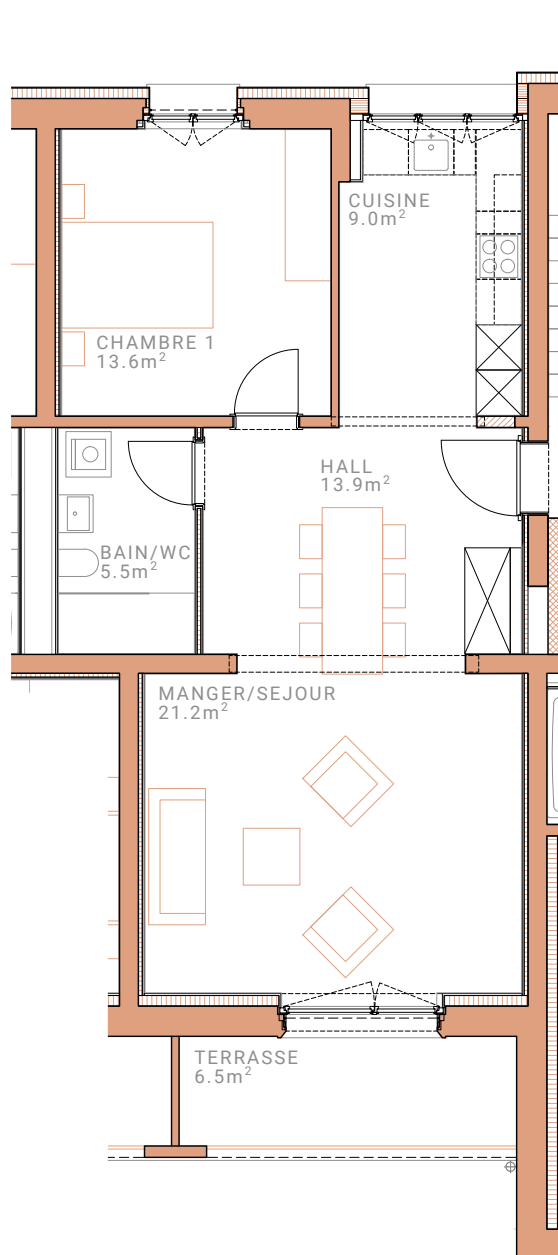 CUISINE
9.0m²
CHAMBRE 1
13.6m²
HALL
13.9m²
BAIN/WC
5.5m²
MANGER/SEJOUR
21.2m²
TERRASSE
6.5m²